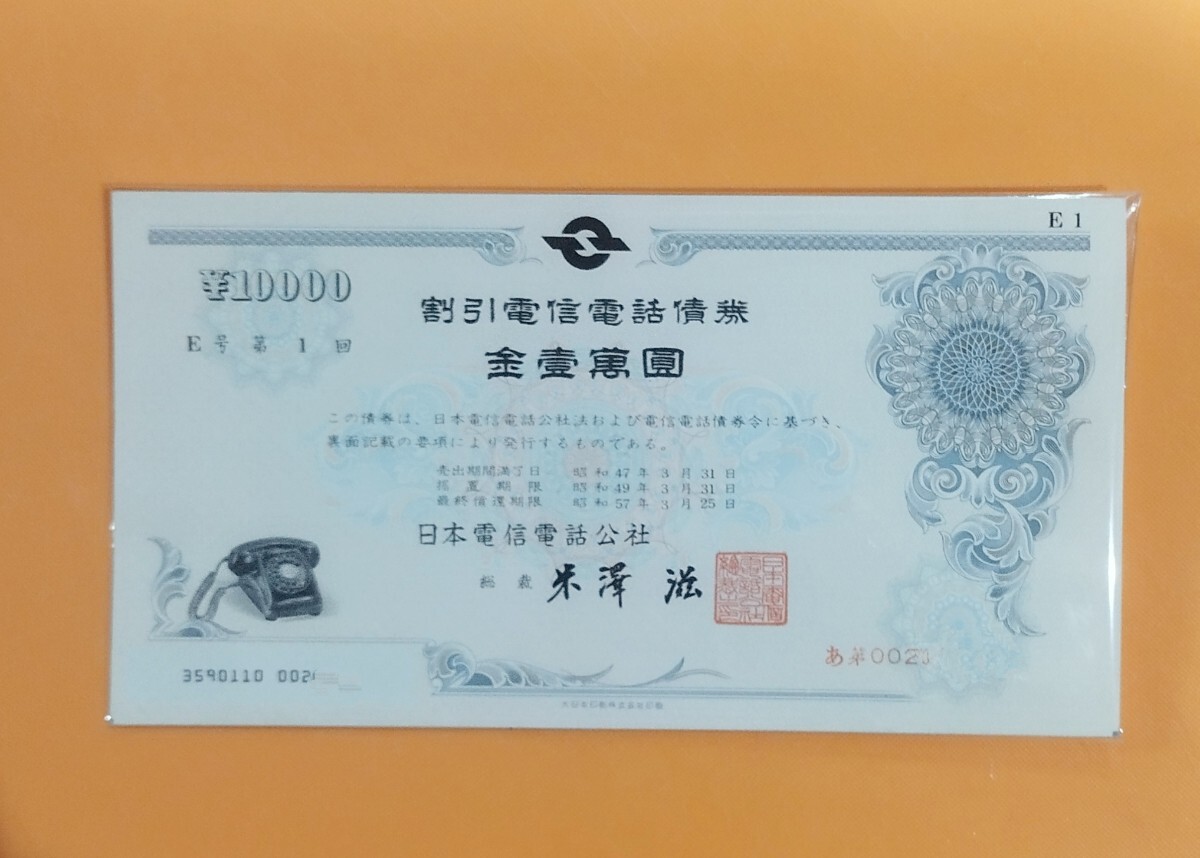 E 1
¥10000
割引電信電話債券
E号第 1 回
金壹萬圓
この債券は、日本電信電話公社法および電信電話債券令に基づき、
裏面記載の要項により発行するものである。
売出期間満了日 昭和47年3月31日
据置期限 昭和49年3月31日
最終償還期限 昭和57年3月25日
日本電信電話公社
総裁 米澤 滋
あ第002
3590110 002